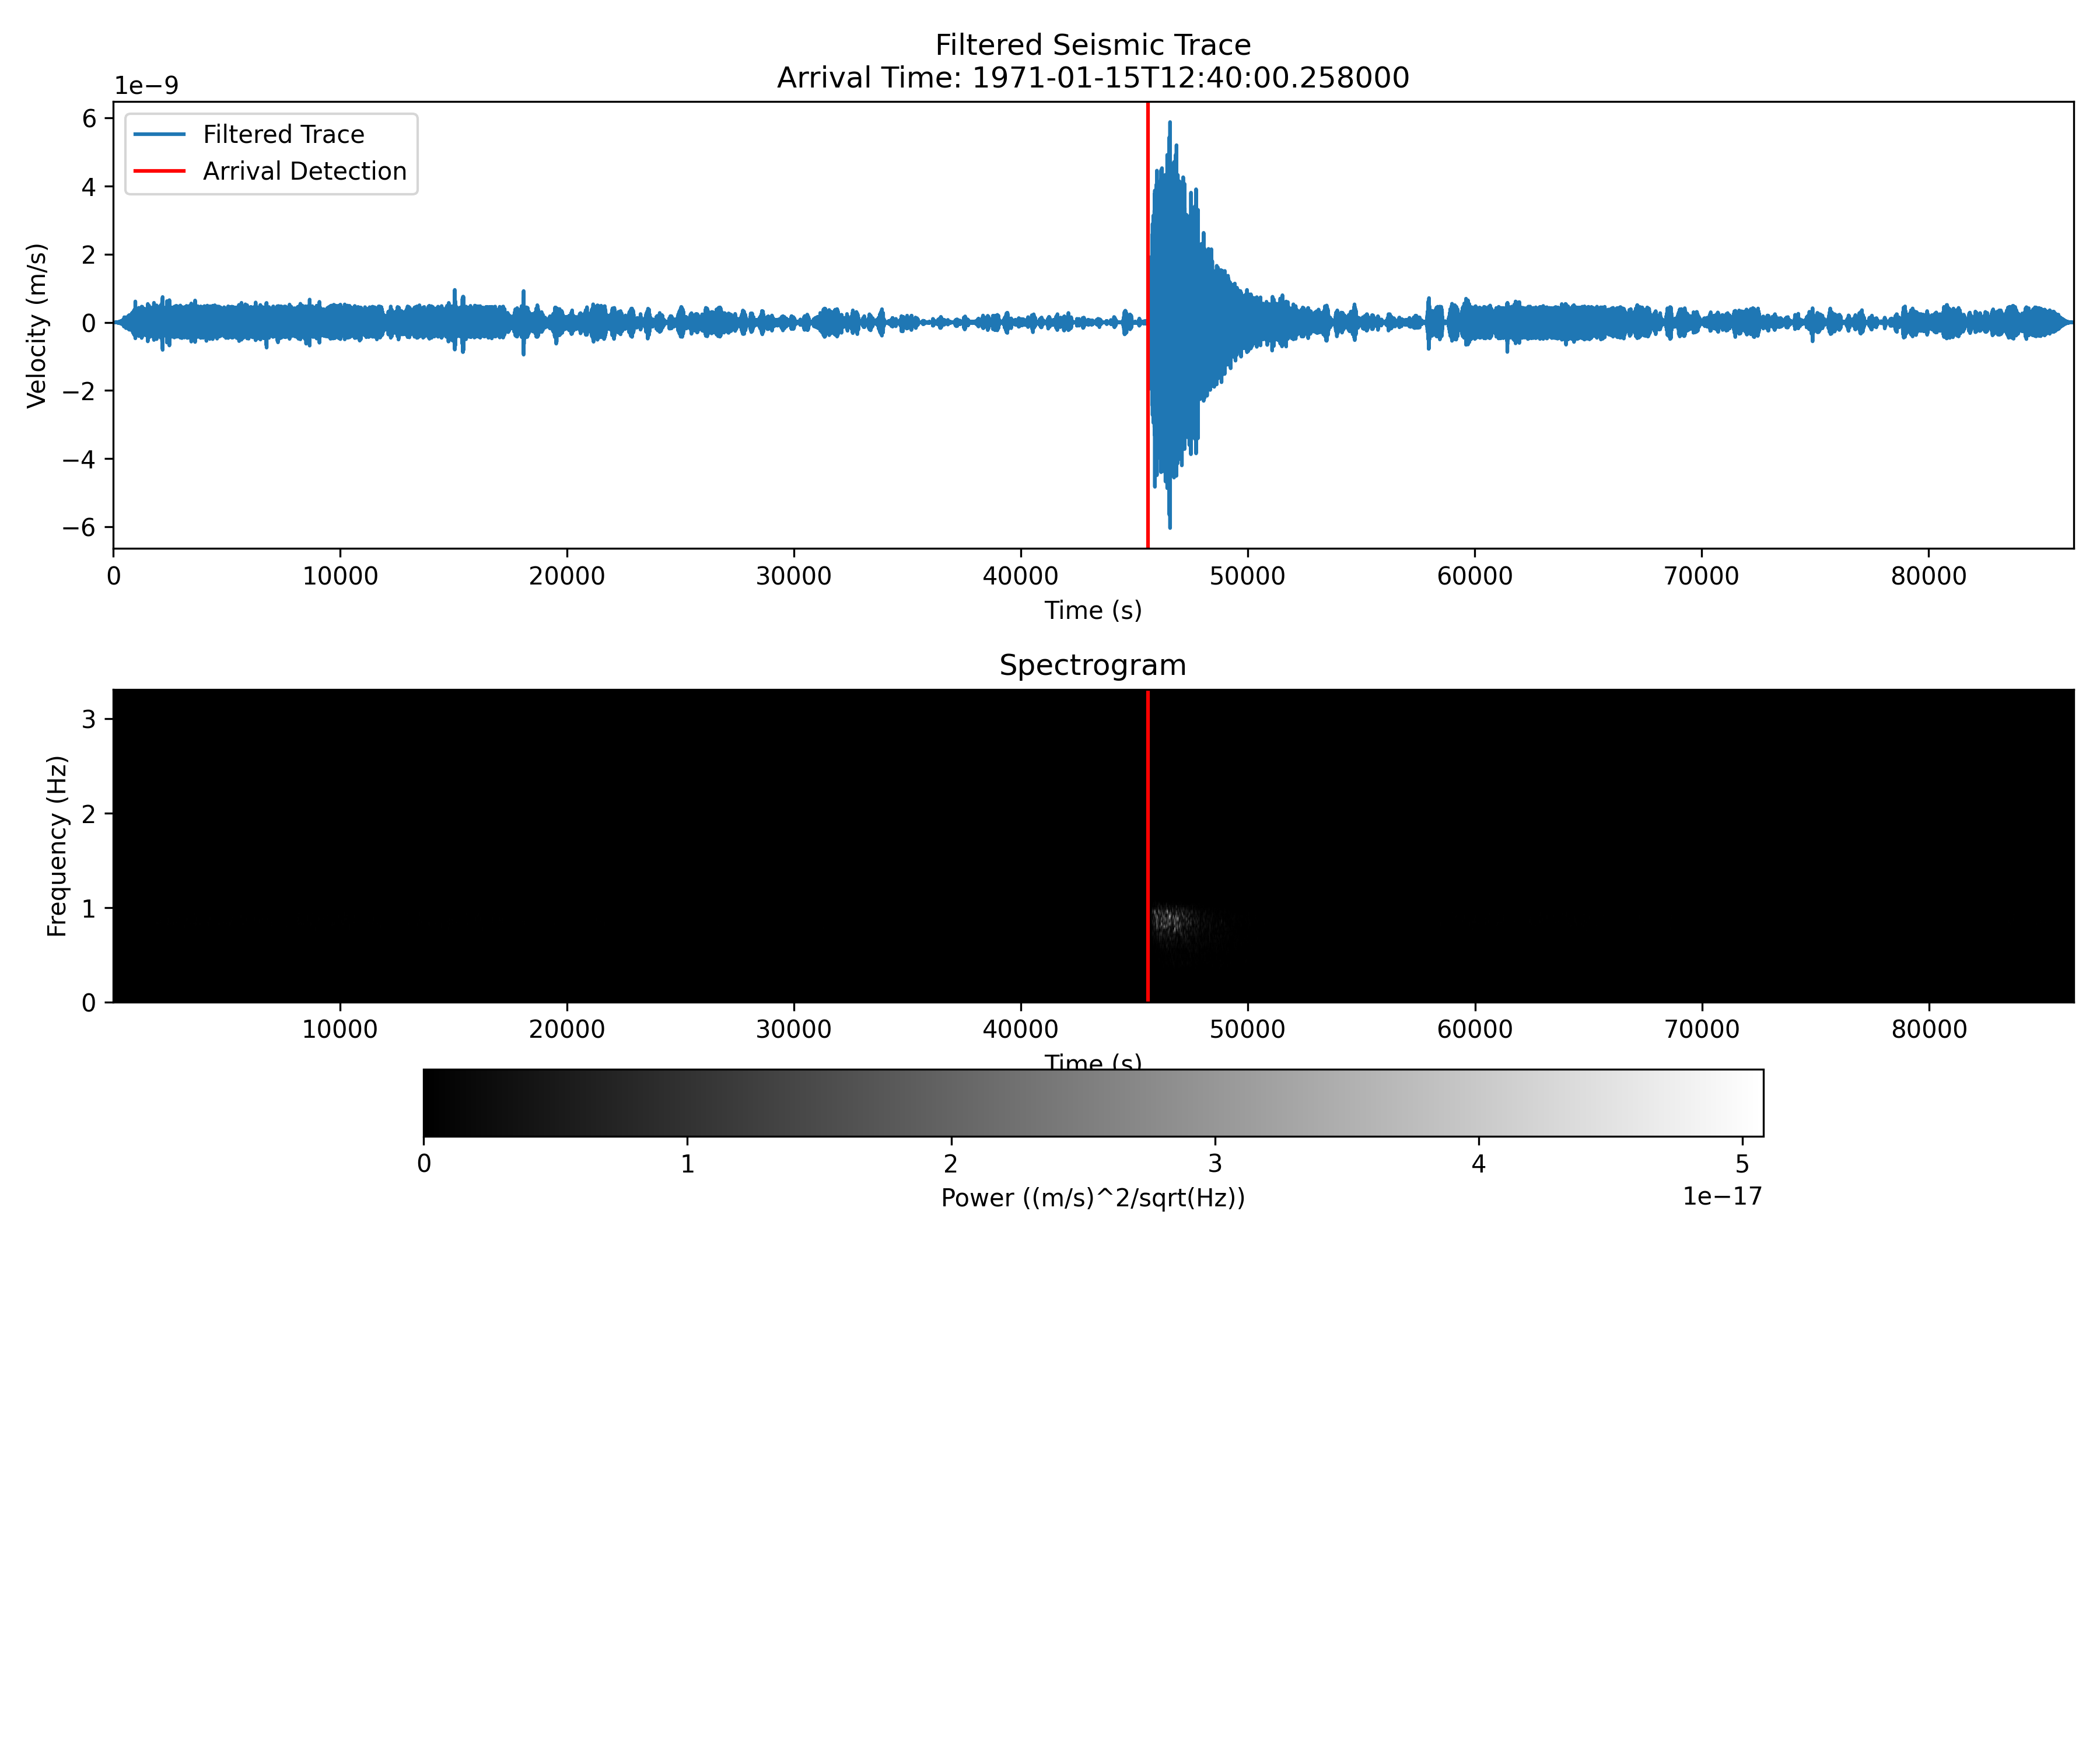 Filtered Seismic Trace
Arrival Time: 1971-01-15T12:40:00.258000
1e−9
Filtered Trace
Arrival Detection
Velocity (m/s)
6
4
2
0
−2
−4
−6
0 10000 20000 30000 40000 50000 60000 70000 80000
Time (s)
Spectrogram
Frequency (Hz)
3
2
1
0
10000 20000 30000 40000 50000 60000 70000 80000
Time (s)
0 1 2 3 4 5
Power ((m/s)^2/sqrt(Hz))
1e−17